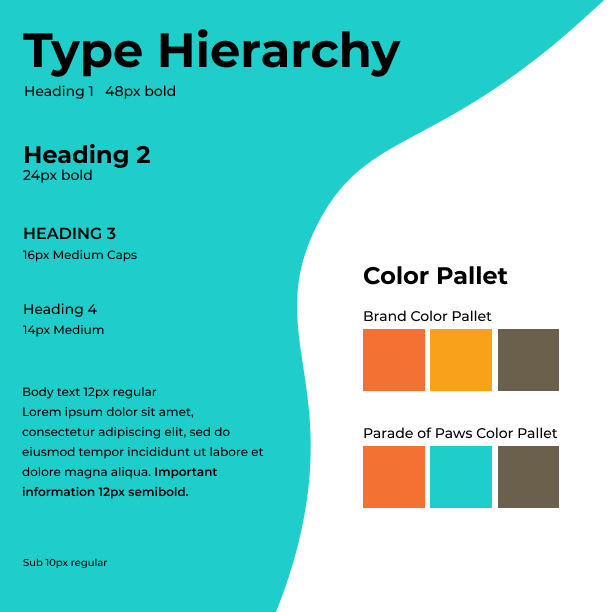 Type Hierarchy
Heading 1   48px bold
Heading 2
24px bold
HEADING 3
16px Medium Caps
Heading 4
14px Medium
Body text 12px regular
Lorem ipsum dolor sit amet,
consectetur adipiscing elit, sed do
eiusmod tempor incididunt ut labore et
dolore magna aliqua. Important
information 12px semibold.
Sub 10px regular
Color Pallet
Brand Color Pallet
Parade of Paws Color Pallet